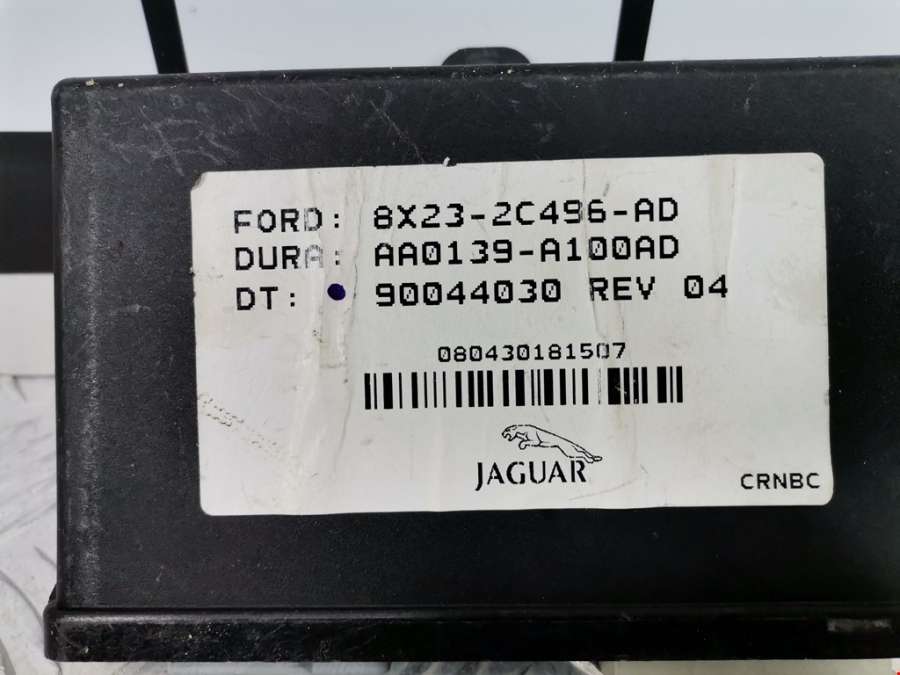 FORD: 8X23-2C496-AD
DURA: AA0139-A100AD
DT: 90044030 REV 04
080430181507
JAGUAR
CRNBC